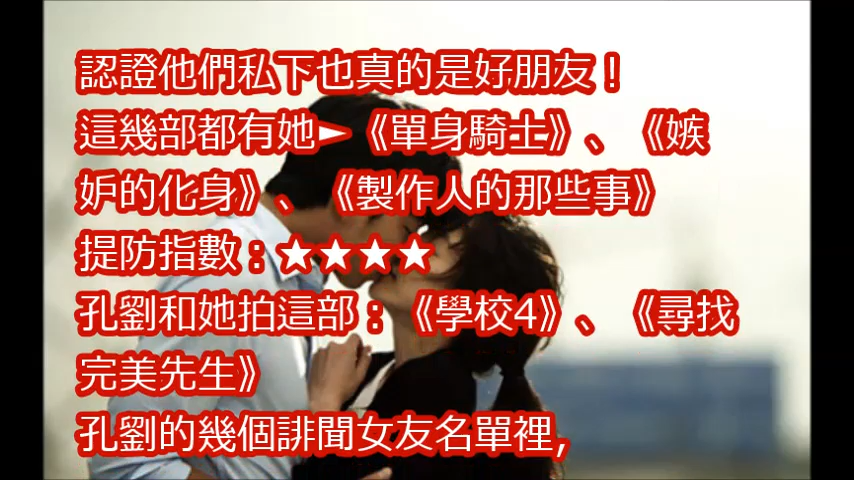 認證他們私下也真的是好朋友！
這幾部都有她►《單身騎士》、《嫉
妒的化身》、《製作人的那些事》
提防指數：★★★★
孔劉和她拍這部：《學校4》、《尋找
完美先生》
孔劉的幾個誹聞女友名單裡，